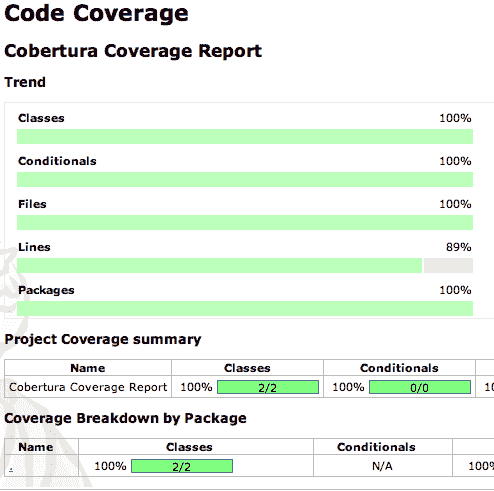 Code Coverage
Cobertura Coverage Report
Trend
Classes 100%
Conditionals 100%
Files 100%
Lines 89%
Packages 100%
Project Coverage summary
Name Classes Conditionals
Cobertura Coverage Report 100% 2/2 100% 0/0 10
Coverage Breakdown by Package
Name Classes Conditionals
. 100% 2/2 N/A 100%